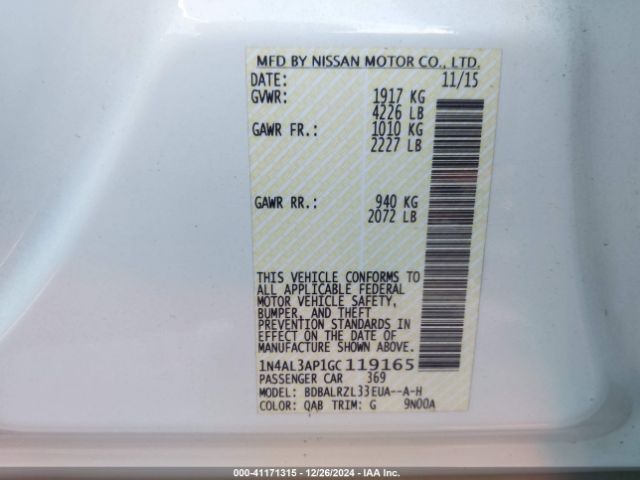 MFD BY NISSAN MOTOR CO., LTD.
DATE: 11/15
GVWR: 1917 KG
4226 LB
GAWR FR.: 1010 KG
2227 LB
GAWR RR.: 940 KG
2072 LB
THIS VEHICLE CONFORMS TO
ALL APPLICABLE FEDERAL
MOTOR VEHICLE SAFETY,
BUMPER, AND THEFT
PREVENTION STANDARDS IN
EFFECT ON THE DATE OF
MANUFACTURE SHOWN ABOVE.
1N4AL3AP1GC119165
PASSENGER CAR 369
MODEL: BDBALRZL33EUA--A-H
COLOR: QAB TRIM: G 9N00A
000-41171315 - 12/26/2024 - IAA Inc.